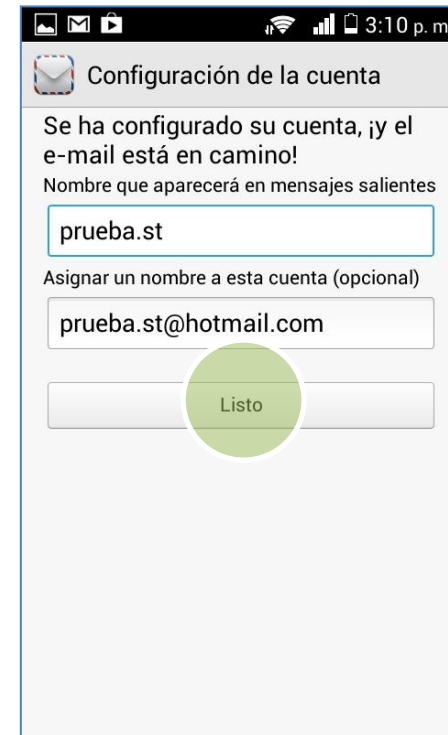 3:10 p. m
Configuración de la cuenta
Se ha configurado su cuenta, ¡y el
e-mail está en camino!
Nombre que aparecerá en mensajes salientes
prueba.st
Asignar un nombre a esta cuenta (opcional)
prueba.st@hotmail.com
Listo